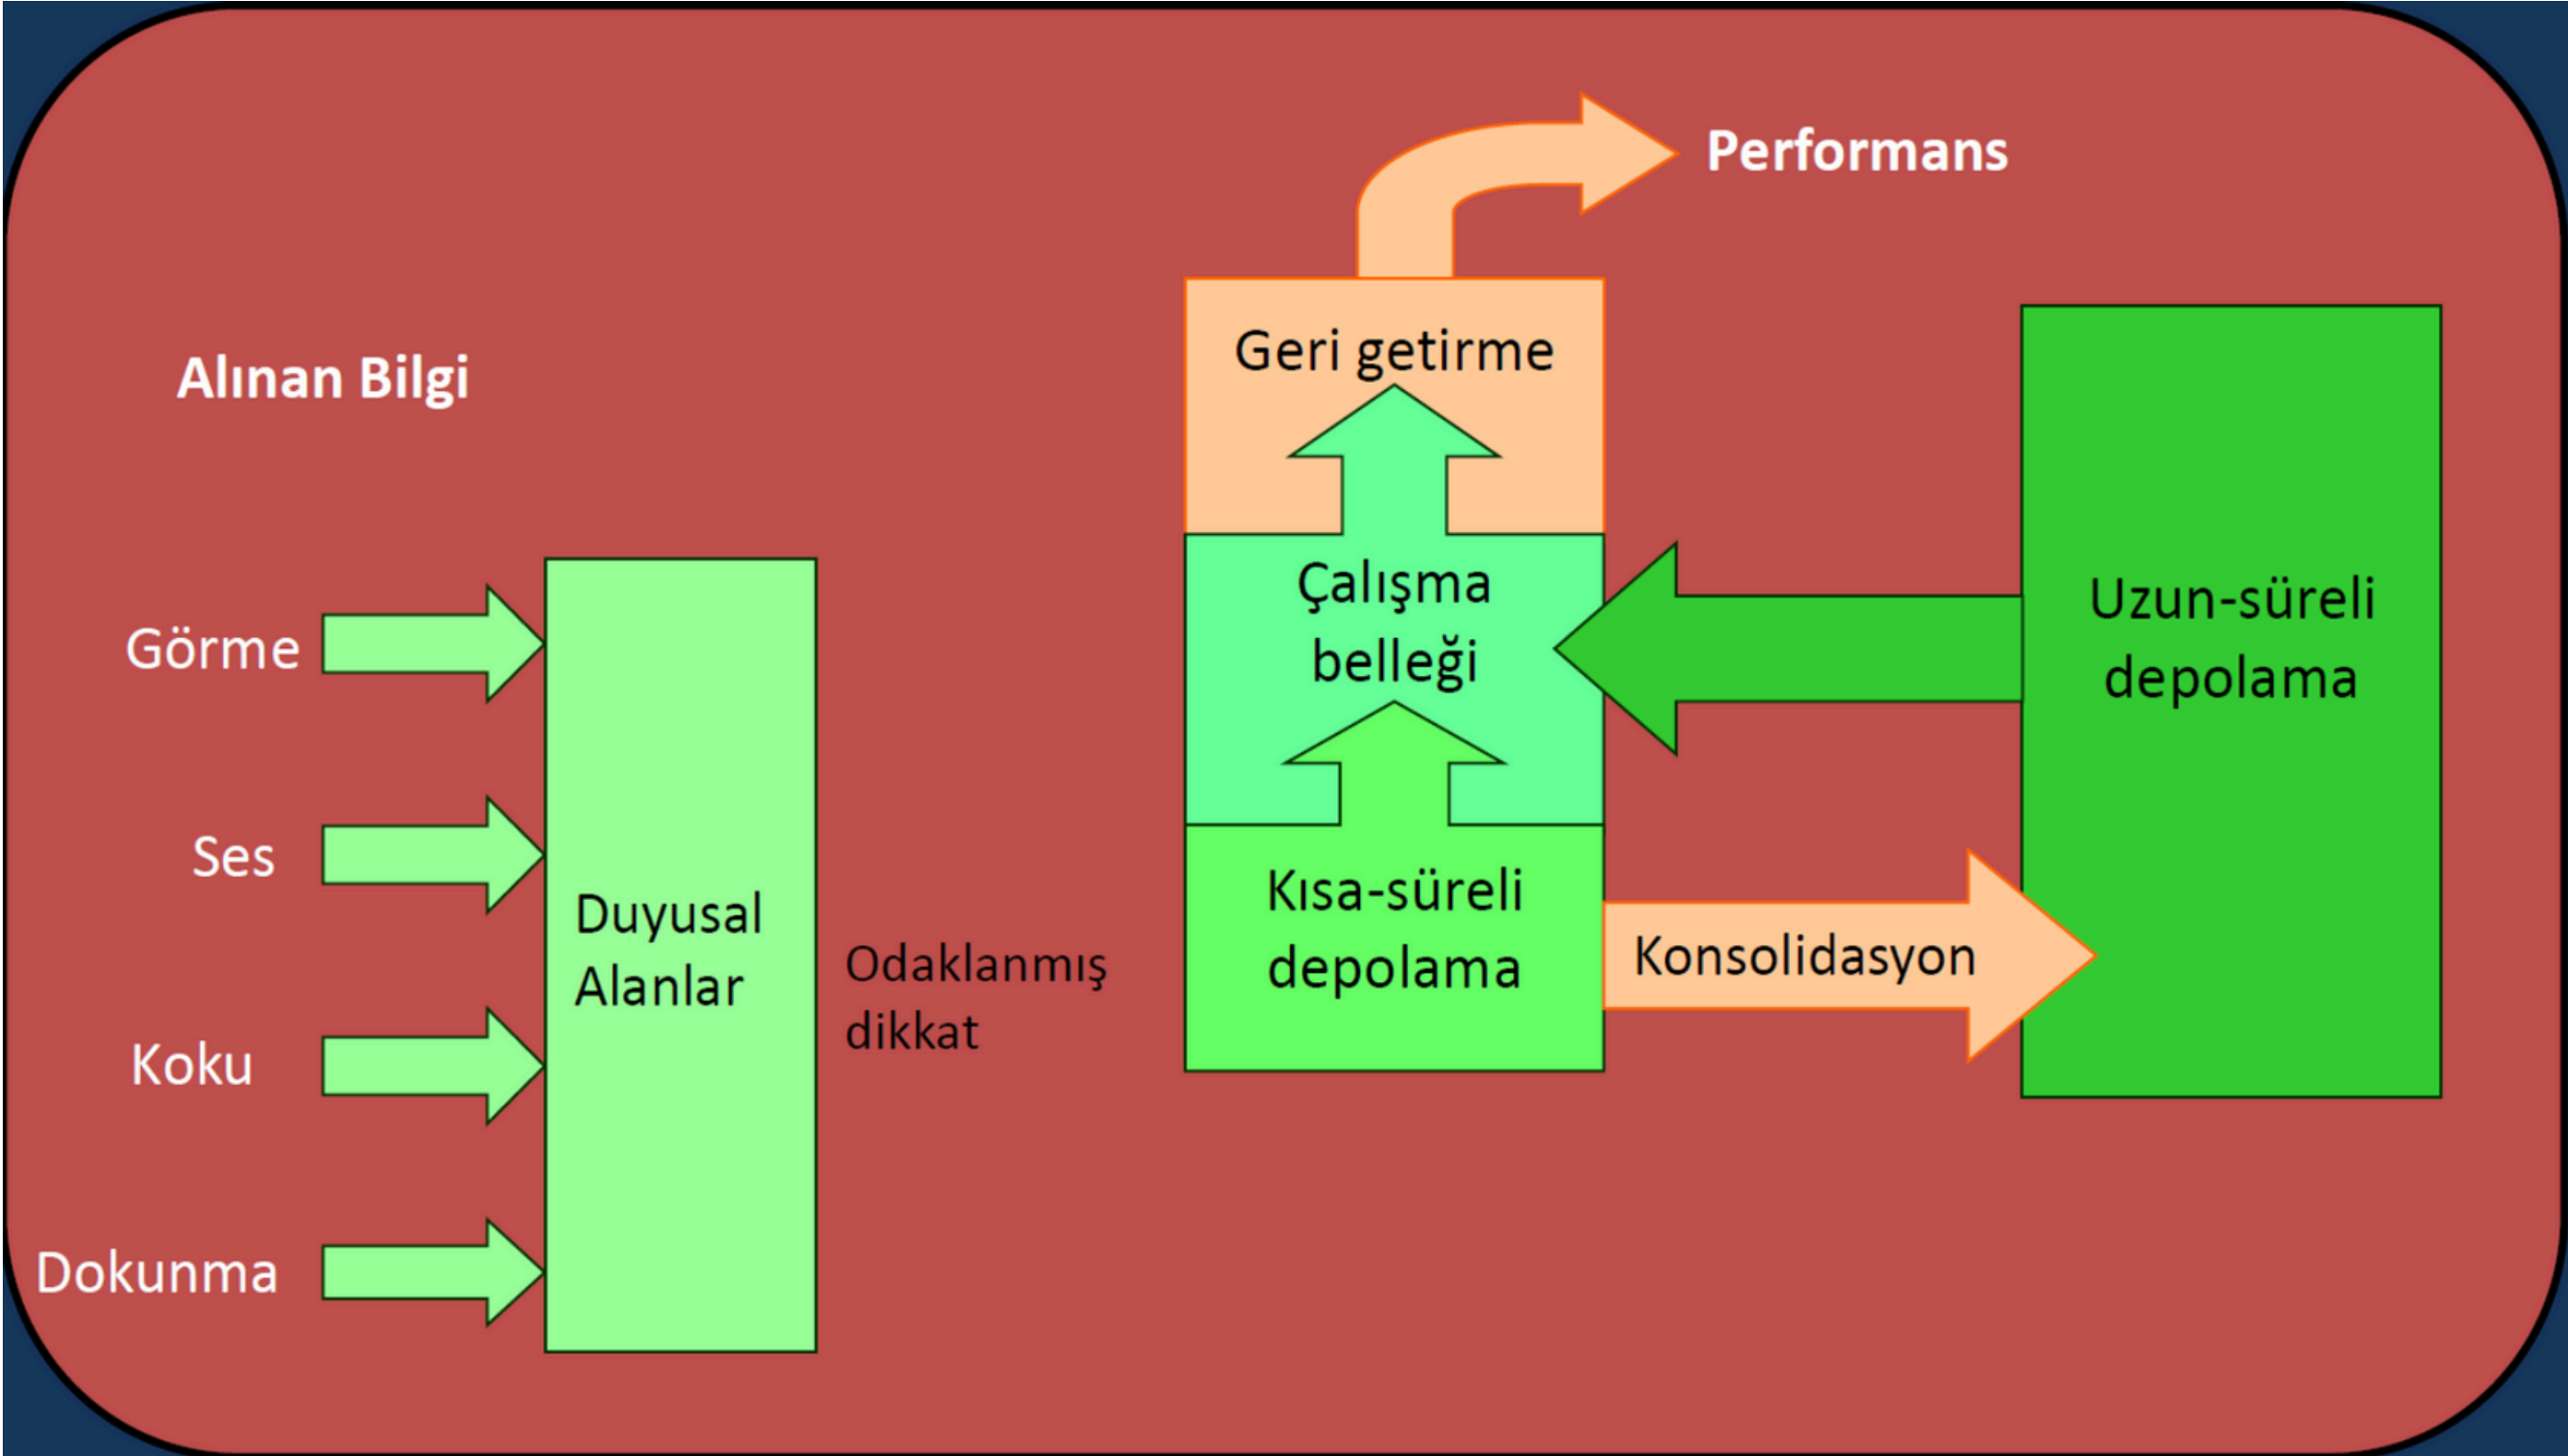 Performans
Geri getirme
Alınan Bilgi
Çalışma
belleği
Uzun-süreli
depolama
Görme
Ses
Koku
Dokunma
Duyusal
Alanlar
Odaklanmış
dikkat
Kısa-süreli
depolama
Konsolidasyon